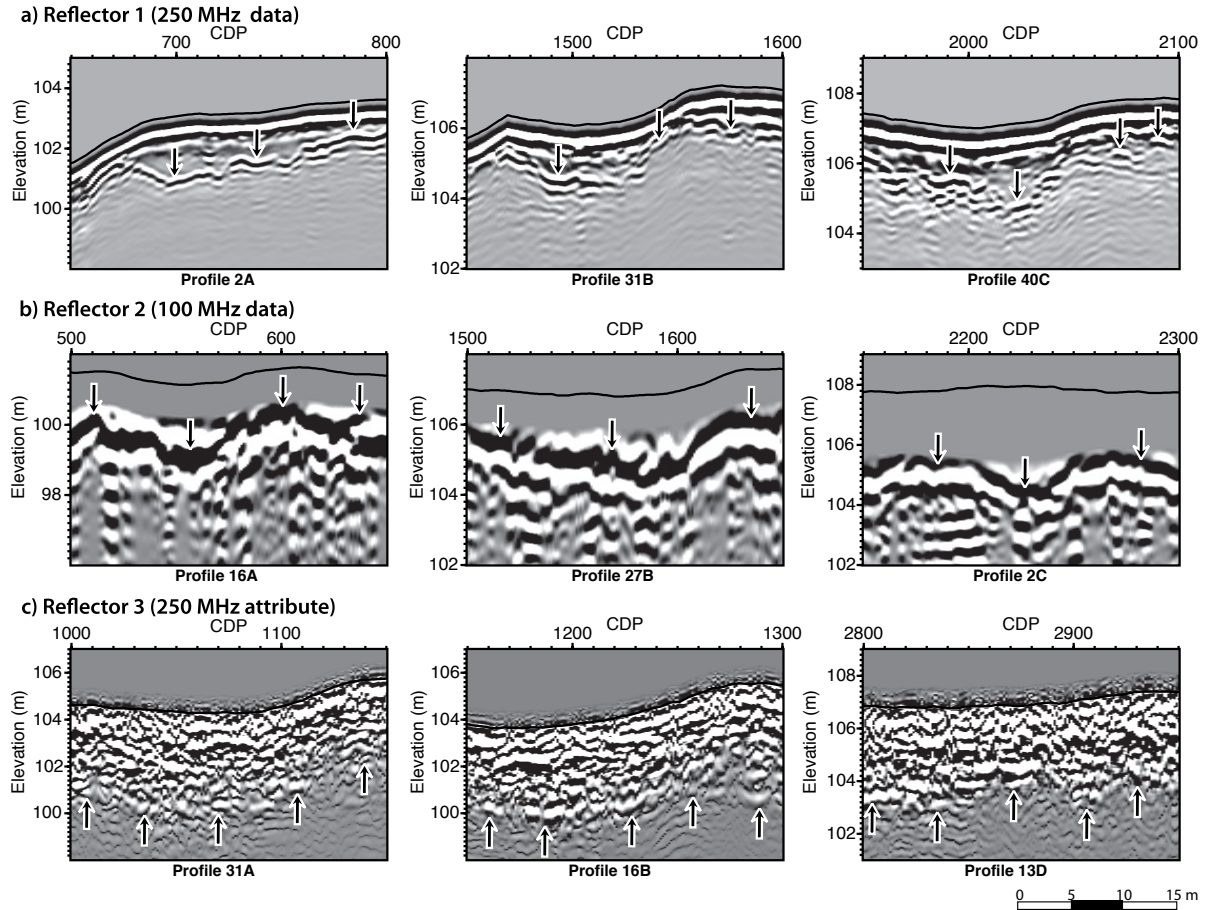 a) Reflector 1 (250 MHz data)
CDP CDP CDP
700 800 1500 1600 2000 2100
Elevation (m) 104 102 100
Elevation (m) 106 104 102
Elevation (m) 108 106 104
Profile 2A Profile 31B Profile 40C
b) Reflector 2 (100 MHz data)
CDP CDP CDP
500 600 1500 1600 2200 2300
Elevation (m) 100 98
Elevation (m) 106 104 102
Elevation (m) 108 106 104 102
Profile 16A Profile 27B Profile 2C
c) Reflector 3 (250 MHz attribute)
CDP CDP CDP
1000 1100 1200 1300 2800 2900
Elevation (m) 106 104 102 100
Elevation (m) 106 104 102 100
Elevation (m) 108 106 104 102
Profile 31A Profile 16B Profile 13D
0 5 10 15 m